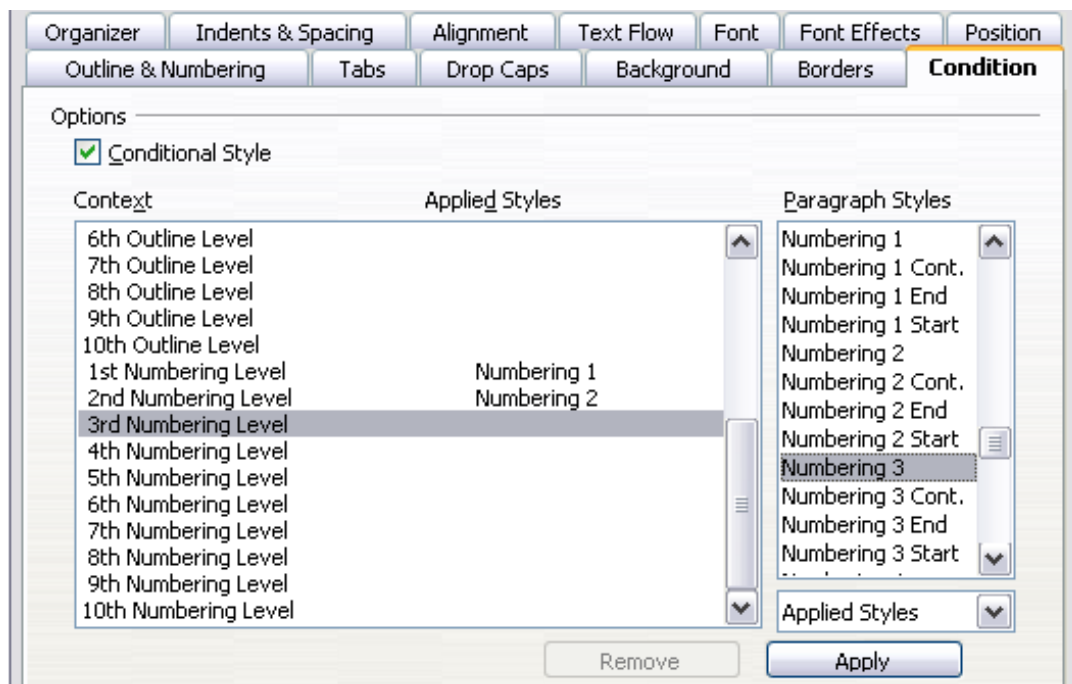 Organizer Indents & Spacing Alignment Text Flow Font Font Effects Position
Outline & Numbering Tabs Drop Caps Background Borders Condition
Options
Conditional Style
Context Applied Styles
6th Outline Level
7th Outline Level
8th Outline Level
9th Outline Level
10th Outline Level
1st Numbering Level Numbering 1
2nd Numbering Level Numbering 2
3rd Numbering Level
4th Numbering Level
5th Numbering Level
6th Numbering Level
7th Numbering Level
8th Numbering Level
9th Numbering Level
10th Numbering Level
Paragraph Styles
Numbering 1
Numbering 1 Cont.
Numbering 1 End
Numbering 1 Start
Numbering 2
Numbering 2 Cont.
Numbering 2 End
Numbering 2 Start
Numbering 3
Numbering 3 Cont.
Numbering 3 End
Numbering 3 Start
Applied Styles
Remove Apply